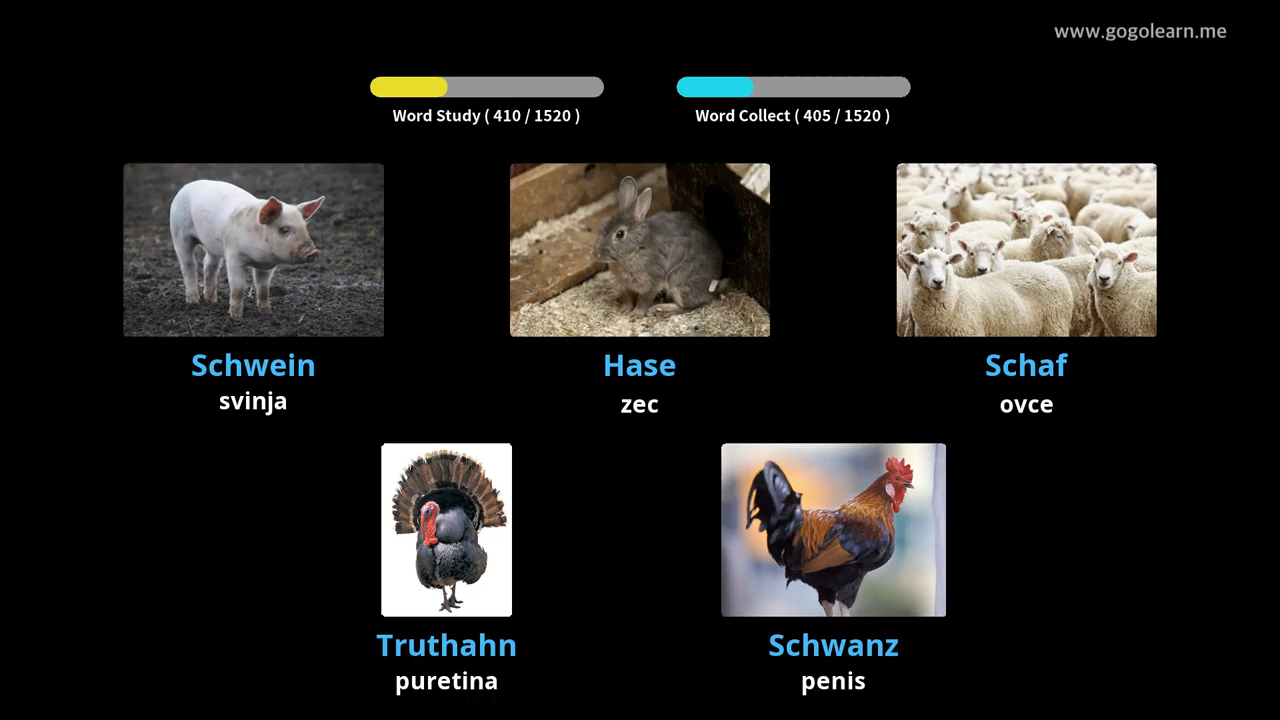 www.gogolearn.me
Word Study ( 410 / 1520 )
Word Collect ( 405 / 1520 )
Schwein
svinja
Hase
zec
Schaf
ovce
Truthahn
puretina
Schwanz
penis